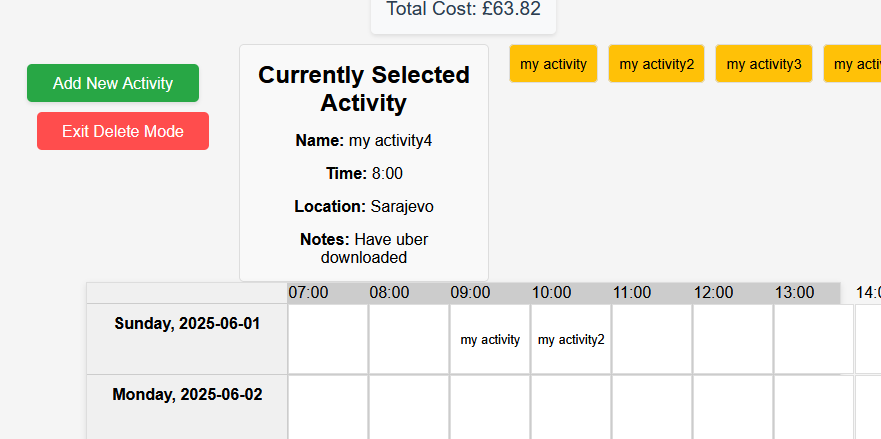 Total Cost: £63.82
Add New Activity
Exit Delete Mode
Currently Selected
Activity
Name: my activity4
Time: 8:00
Location: Sarajevo
Notes: Have uber
downloaded
my activity
my activity2
my activity3
my acti
07:00 08:00 09:00 10:00 11:00 12:00 13:00 14:0
Sunday, 2025-06-01
my activity
my activity2
Monday, 2025-06-02